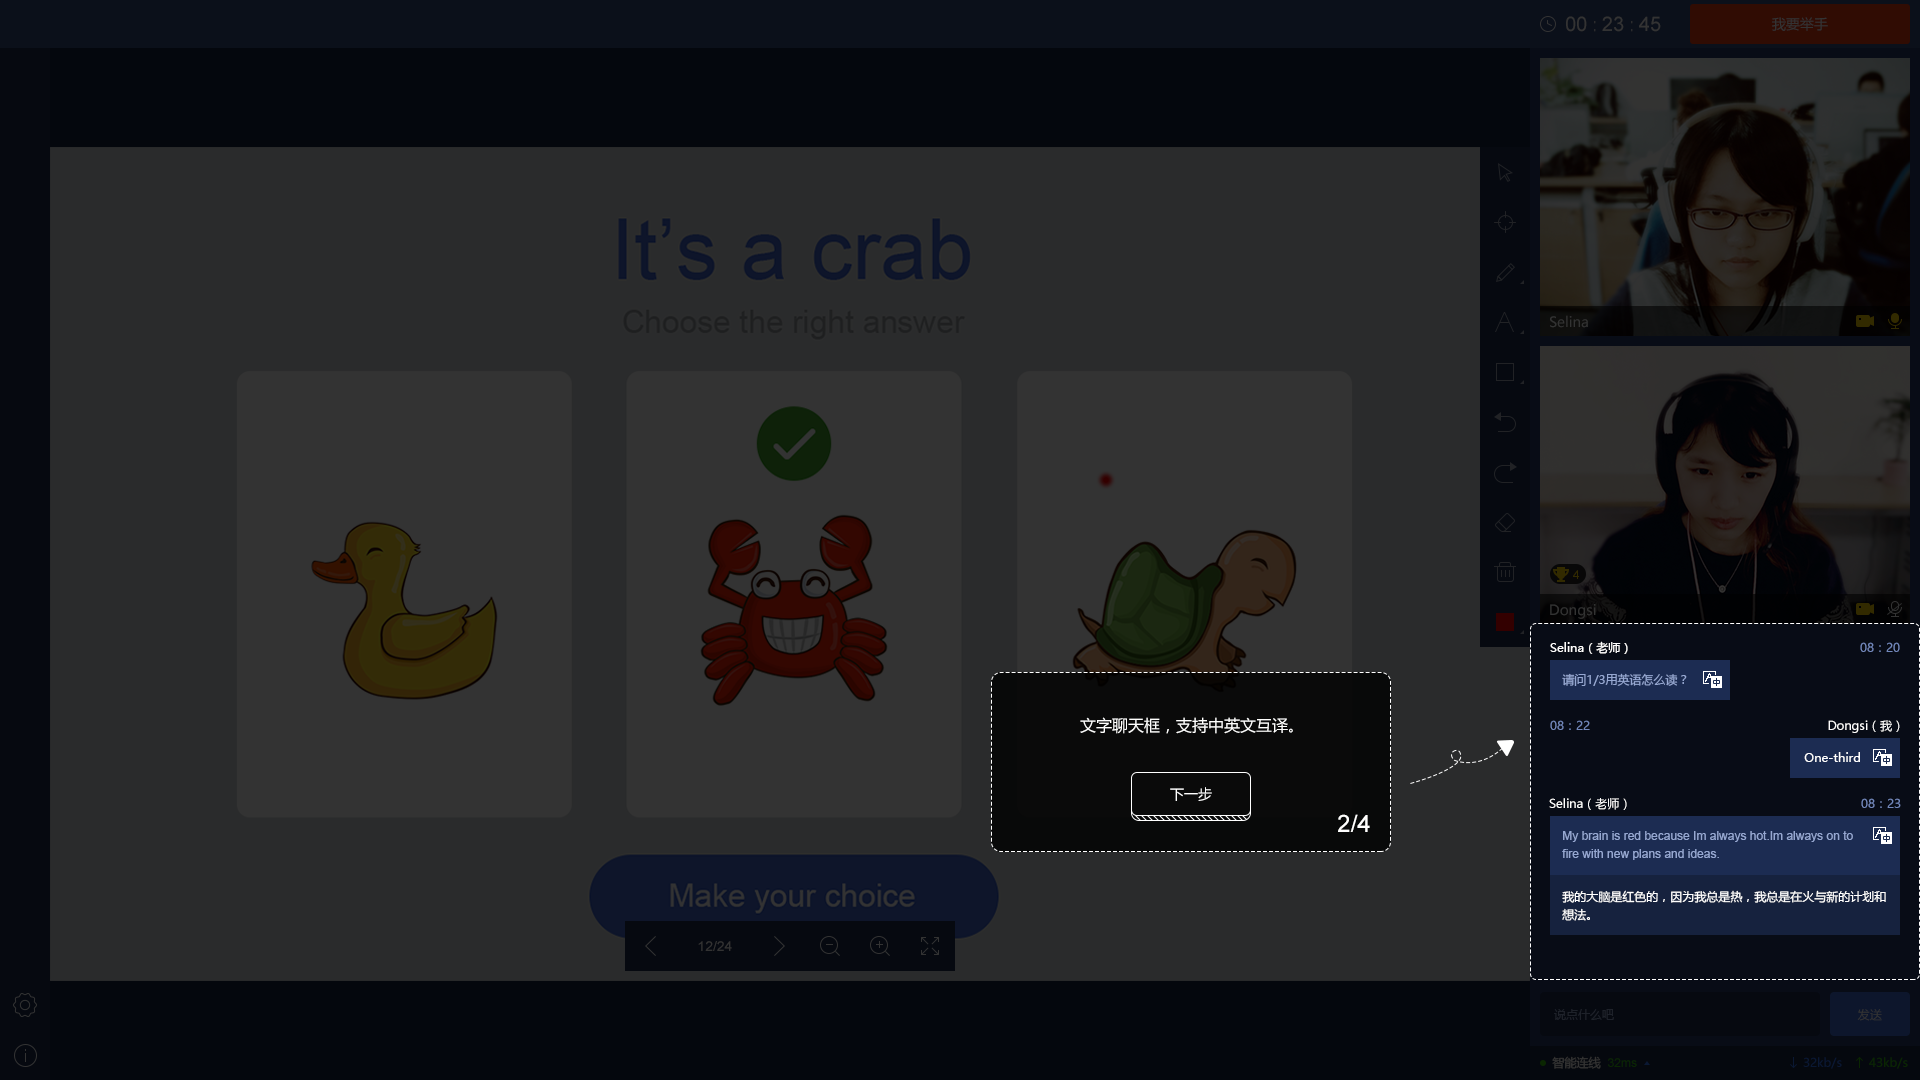 00 : 23 : 45
我要举手
It's a crab
Choose the right answer
Make your choice
12/24
文字聊天框，支持中英文互译。
下一步
2/4
Selina
4
Dongsi
Selina ( 老师 )
08 : 20
请问1/3用英语怎么读？
08 : 22
Dongsi ( 我 )
One-third
Selina ( 老师 )
08 : 23
My brain is red because Im always hot.Im always on to
fire with new plans and ideas.
我的大脑是红色的，因为我总是热，我总是在火与新的计划和
想法。
说点什么吧
发送
智能连线 32ms
↓ 32kb/s ↑ 43kb/s